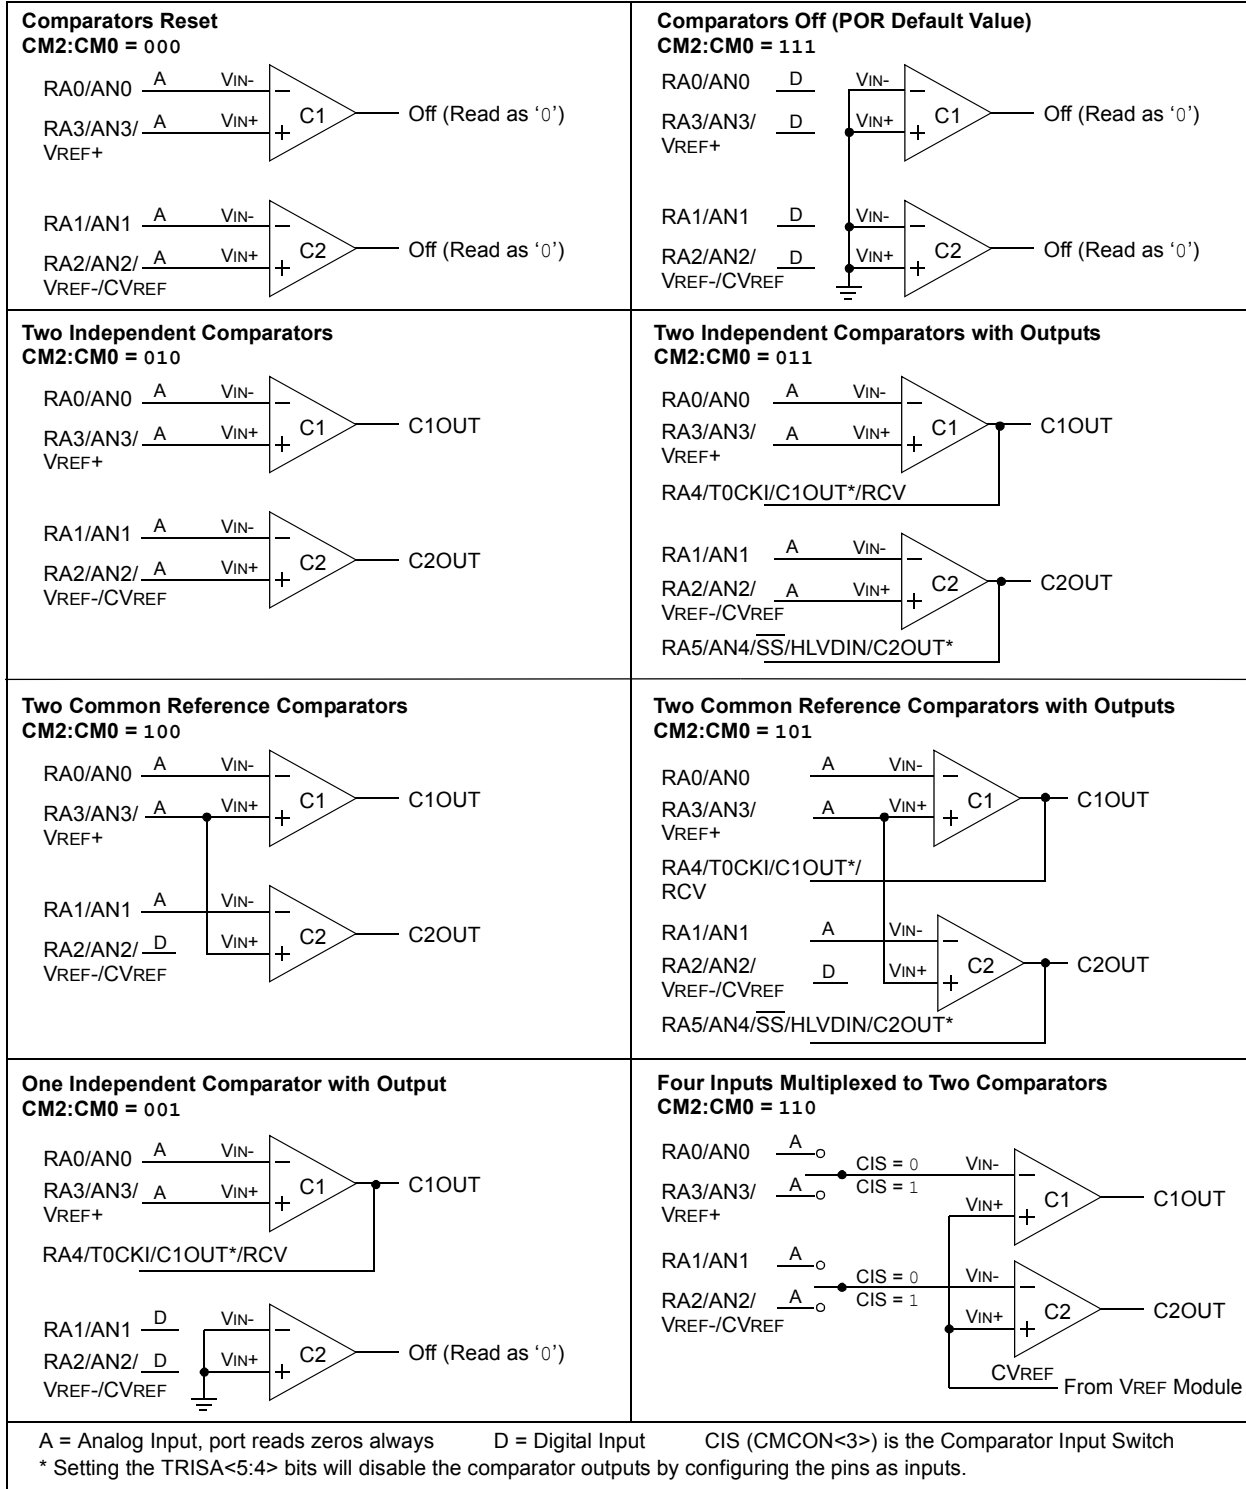 Comparators Reset
CM2:CM0 = 000
RA0/AN0 A VIN-
C1 Off (Read as ‘0’)
RA3/AN3/ A VIN+
VREF+
RA1/AN1 A VIN-
C2 Off (Read as ‘0’)
RA2/AN2/ A VIN+
VREF-/CVREF
Comparators Off (POR Default Value)
CM2:CM0 = 111
RA0/AN0 D VIN-
C1 Off (Read as ‘0’)
RA3/AN3/ D VIN+
VREF+
RA1/AN1 D VIN-
C2 Off (Read as ‘0’)
RA2/AN2/ D VIN+
VREF-/CVREF
Two Independent Comparators
CM2:CM0 = 010
RA0/AN0 A VIN-
C1 C1OUT
RA3/AN3/ A VIN+
VREF+
RA1/AN1 A VIN-
C2 C2OUT
RA2/AN2/ A VIN+
VREF-/CVREF
Two Independent Comparators with Outputs
CM2:CM0 = 011
RA0/AN0 A VIN-
C1 C1OUT
RA3/AN3/ A VIN+
VREF+
RA4/T0CKI/C1OUT*/RCV
RA1/AN1 A VIN-
C2 C2OUT
RA2/AN2/ A VIN+
VREF-/CVREF
RA5/AN4/SS/HLVDIN/C2OUT*
Two Common Reference Comparators
CM2:CM0 = 100
RA0/AN0 A VIN-
C1 C1OUT
RA3/AN3/ A VIN+
VREF+
RA1/AN1 A VIN-
C2 C2OUT
RA2/AN2/ D VIN+
VREF-/CVREF
Two Common Reference Comparators with Outputs
CM2:CM0 = 101
RA0/AN0 A VIN-
C1 C1OUT
RA3/AN3/ A VIN+
VREF+
RA4/T0CKI/C1OUT*/
RCV
RA1/AN1 A VIN-
C2 C2OUT
RA2/AN2/ D VIN+
VREF-/CVREF
RA5/AN4/SS/HLVDIN/C2OUT*
One Independent Comparator with Output
CM2:CM0 = 001
RA0/AN0 A VIN-
C1 C1OUT
RA3/AN3/ A VIN+
VREF+
RA4/T0CKI/C1OUT*/RCV
RA1/AN1 D VIN-
C2 Off (Read as ‘0’)
RA2/AN2/ D VIN+
VREF-/CVREF
Four Inputs Multiplexed to Two Comparators
CM2:CM0 = 110
RA0/AN0 A
CIS = 0 VIN-
RA3/AN3/ A CIS = 1
VREF+ VIN+ C1 C1OUT
RA1/AN1 A
CIS = 0 VIN-
RA2/AN2/ A CIS = 1
VREF-/CVREF VIN+ C2 C2OUT
CVREF
From VREF Module
A = Analog Input, port reads zeros always D = Digital Input CIS (CMCON<3>) is the Comparator Input Switch
* Setting the TRISA<5:4> bits will disable the comparator outputs by configuring the pins as inputs.